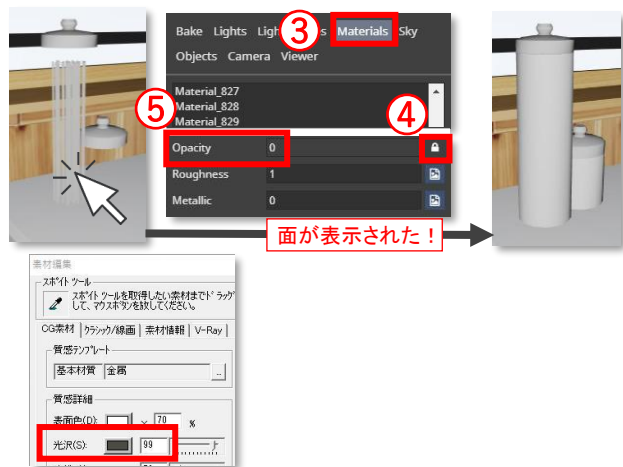 Bake Lights Ligh ③ s Materials Sky
Objects Camera Viewer
Material_827
Material_828
Material_829
⑤
④
Opacity 0
Roughness 1
Metallic 0
面が表示された！
素材編集
スポイト ツール
スポイト ツールを取得したい素材までドラッグ
して、マウスボタンを放してください。
CG素材 クラシック/線画 素材情報 V-Ray
質感テンプレート
基本材質 金属 ..
質感詳細
表面色(D): 70 %
光沢(S): 99